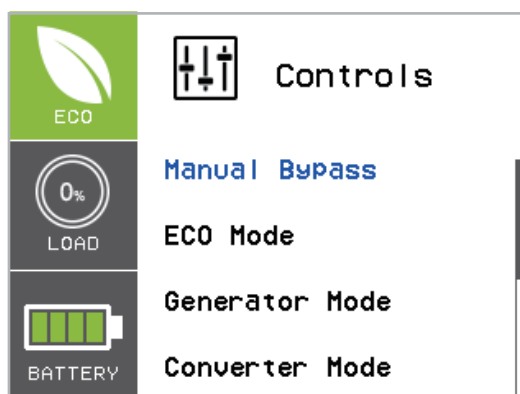 ECO
0%
LOAD
BATTERY
Controls
Manual Bypass
ECO Mode
Generator Mode
Converter Mode